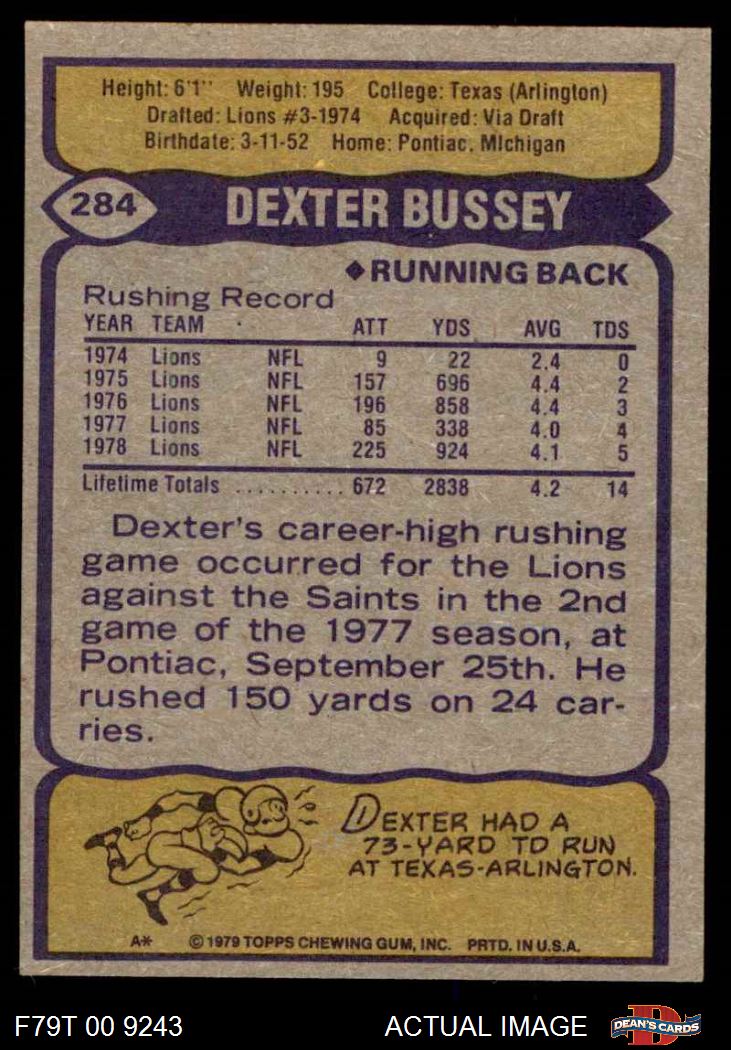 Height: 6'1" Weight: 195 College: Texas (Arlington)
Drafted: Lions #3-1974 Acquired: Via Draft
Birthdate: 3-11-52 Home: Pontiac, Michigan
284 DEXTER BUSSEY
◆RUNNING BACK
Rushing Record
YEAR TEAM ATT YDS AVG TDS
1974 Lions NFL 9 22 2.4 0
1975 Lions NFL 157 696 4.4 2
1976 Lions NFL 196 858 4.4 3
1977 Lions NFL 85 338 4.0 4
1978 Lions NFL 225 924 4.1 5
Lifetime Totals .......... 672 2838 4.2 14
Dexter's career-high rushing
game occurred for the Lions
against the Saints in the 2nd
game of the 1977 season, at
Pontiac, September 25th. He
rushed 150 yards on 24 car-
ries.
DEXTER HAD A
73-YARD TD RUN
AT TEXAS-ARLINGTON.
A* ©1979 TOPPS CHEWING GUM, INC. PRTD. IN U.S.A.
F79T 00 9243 ACTUAL IMAGE DEAN'S CARDS